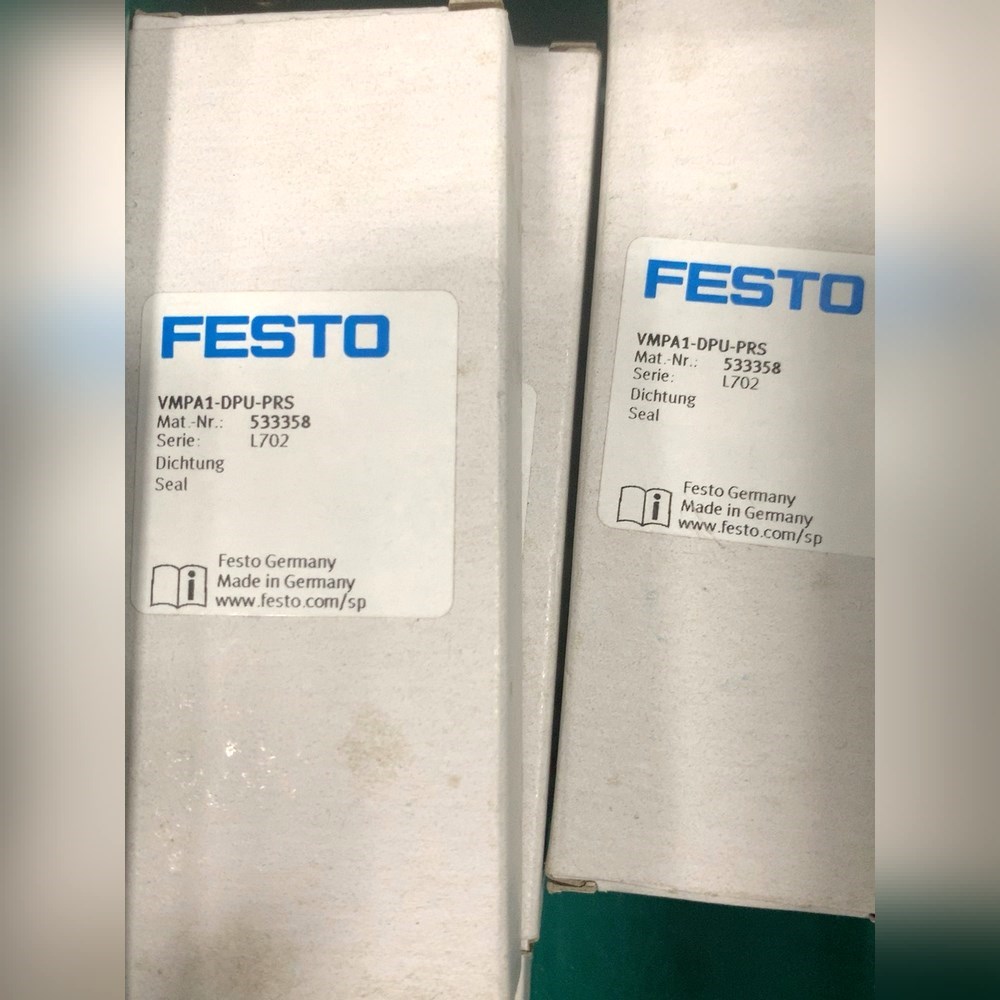 FESTO
VMPA1-DPU-PRS
Mat.-Nr.: 533358
Serie: L702
Dichtung
Seal
Festo Germany
Made in Germany
www.festo.com/sp
FESTO
VMPA1-DPU-PRS
Mat.-Nr.: 533358
Serie: L702
Dichtung
Seal
Festo Germany
Made in Germany
www.festo.com/sp